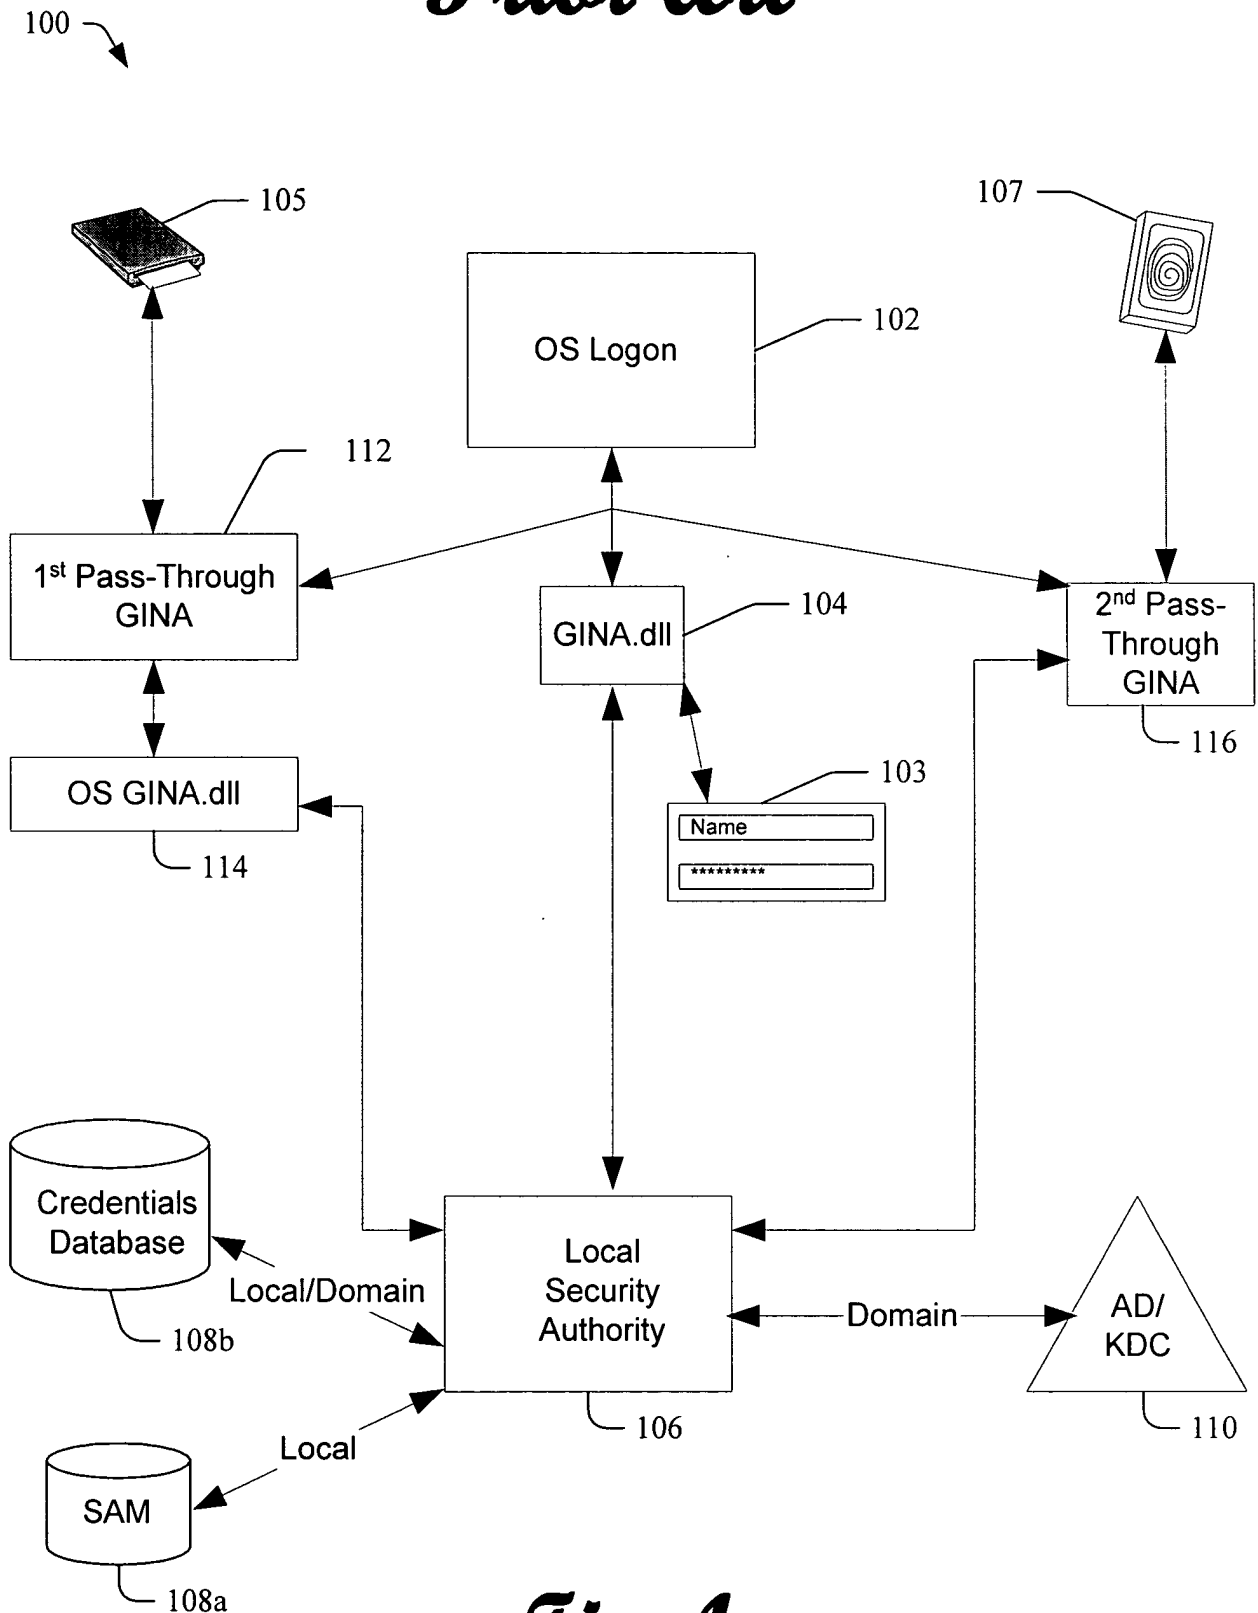 Prior Art
100
105
107
OS Logon
102
112
1st Pass-Through
GINA
GINA.dll
104
2nd Pass-
Through
GINA
116
OS GINA.dll
114
103
Name
*********
Credentials
Database
108b
Local/Domain
Local
Security
Authority
106
Domain
AD/
KDC
110
Local
SAM
108a